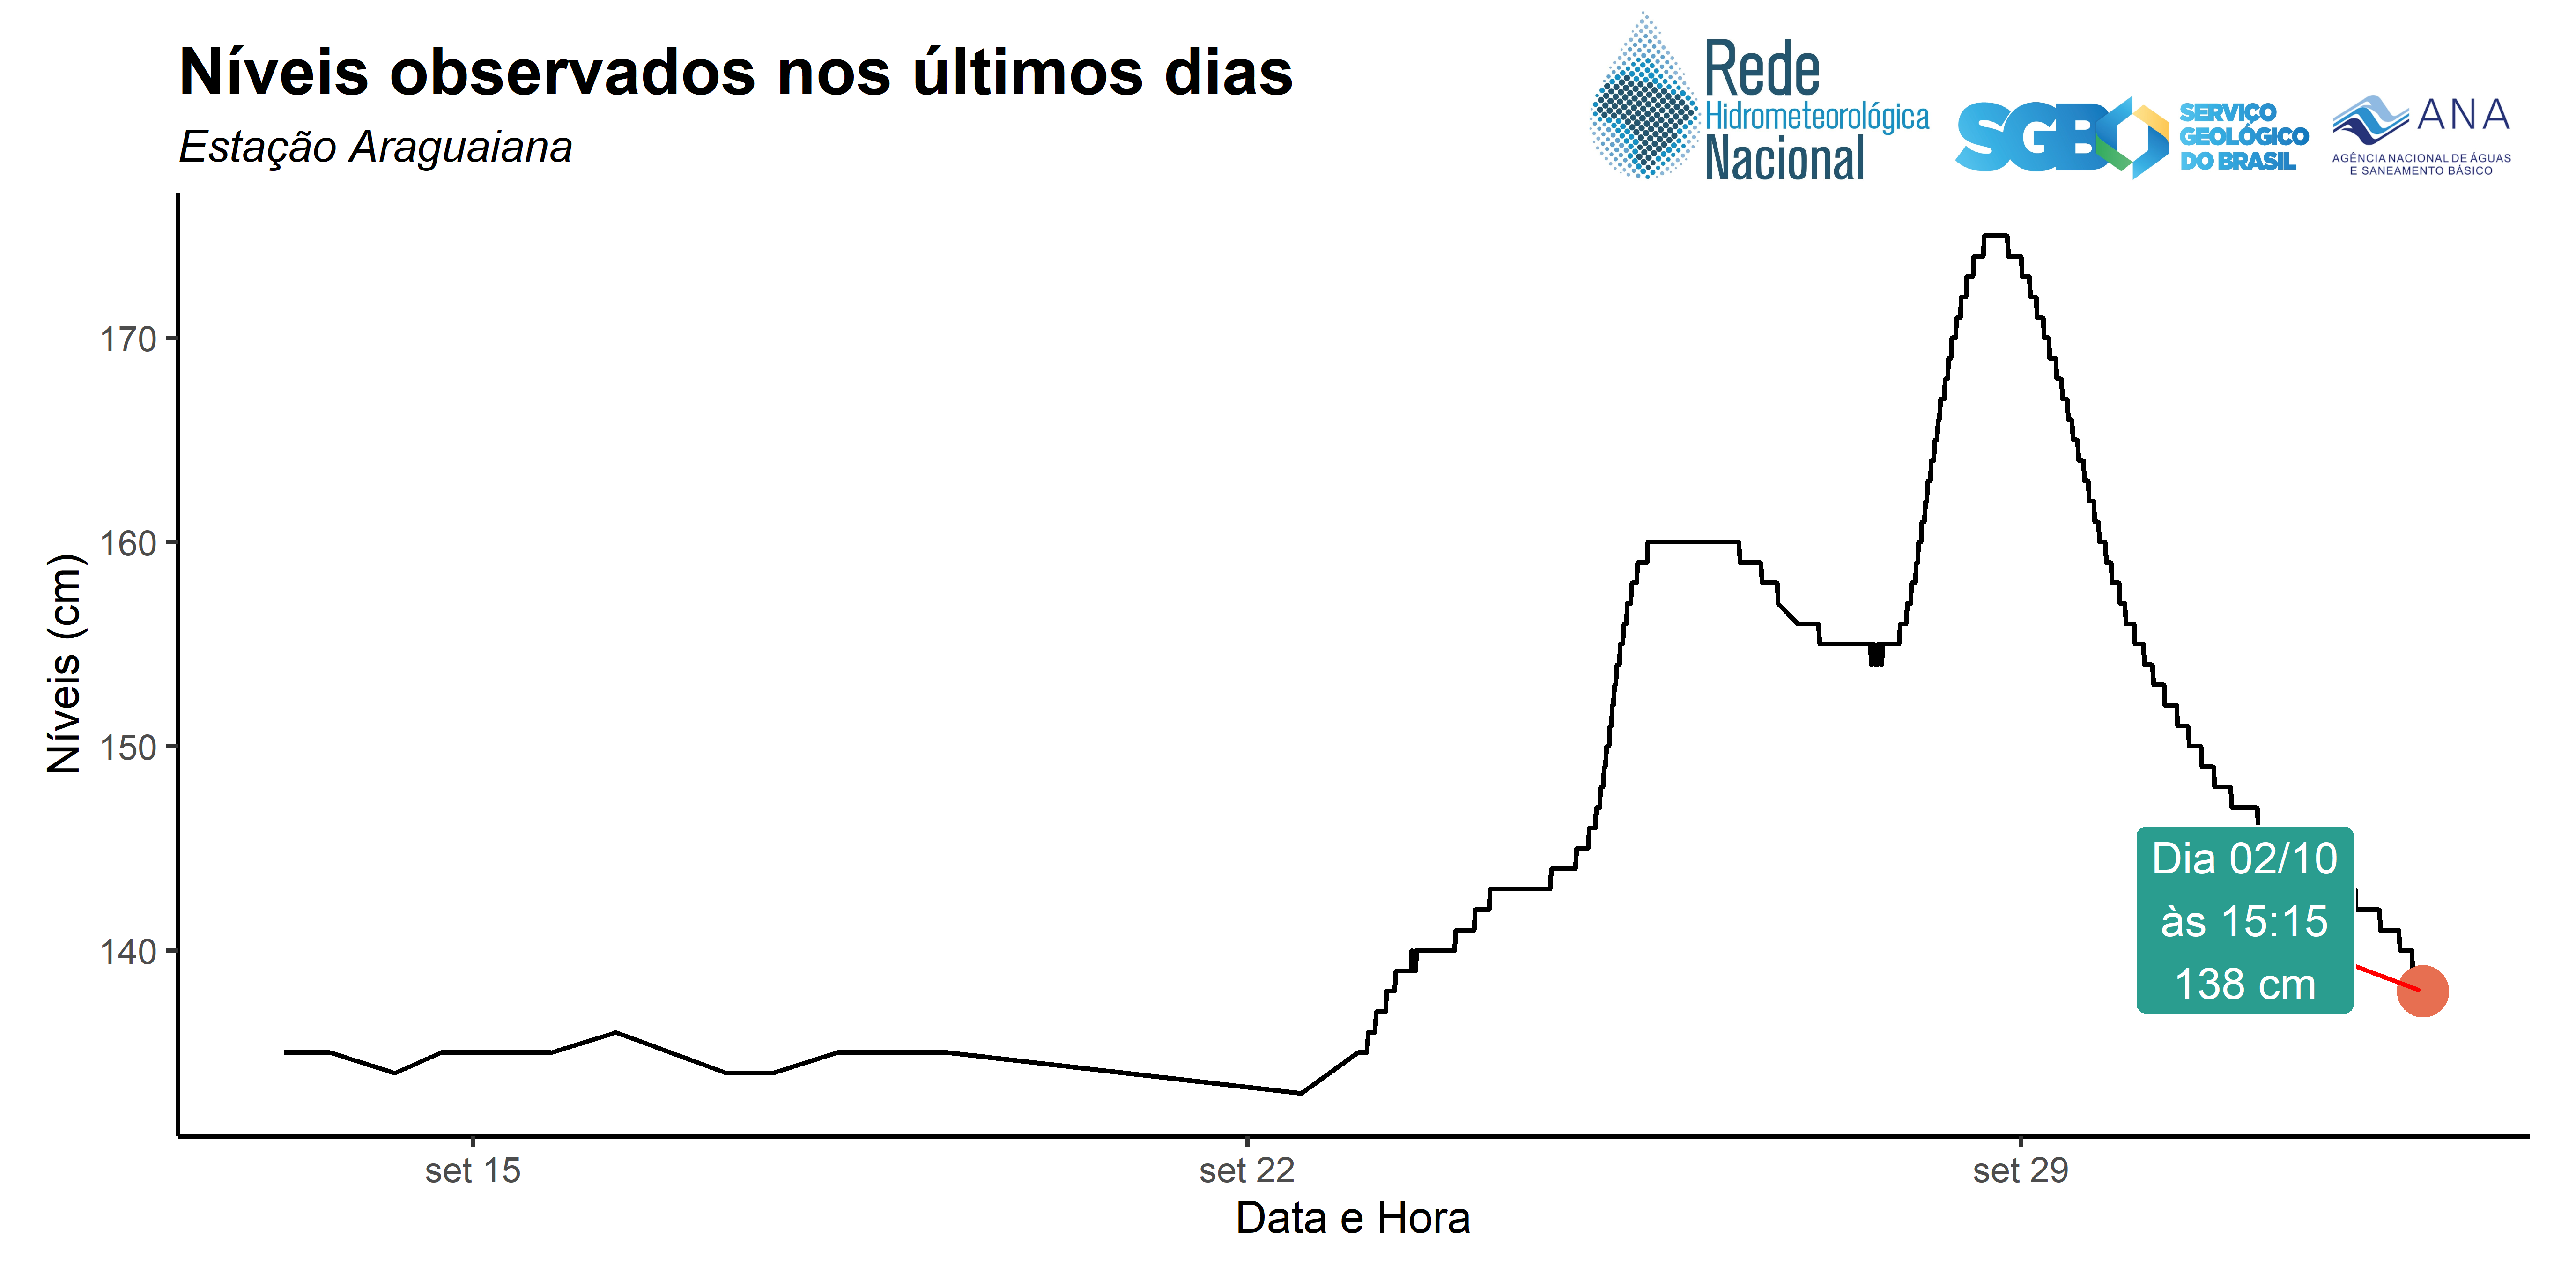 Níveis observados nos últimos dias
Estação Araguaiana
Rede
Hidrometeorológica
Nacional
SGB
SERVIÇO
GEOLÓGICO
DO BRASIL
ANA
AGÊNCIA NACIONAL DE ÁGUAS
E SANEAMENTO BÁSICO
Níveis (cm)
170
160
150
140
Dia 02/10
às 15:15
138 cm
set 15
set 22
set 29
Data e Hora